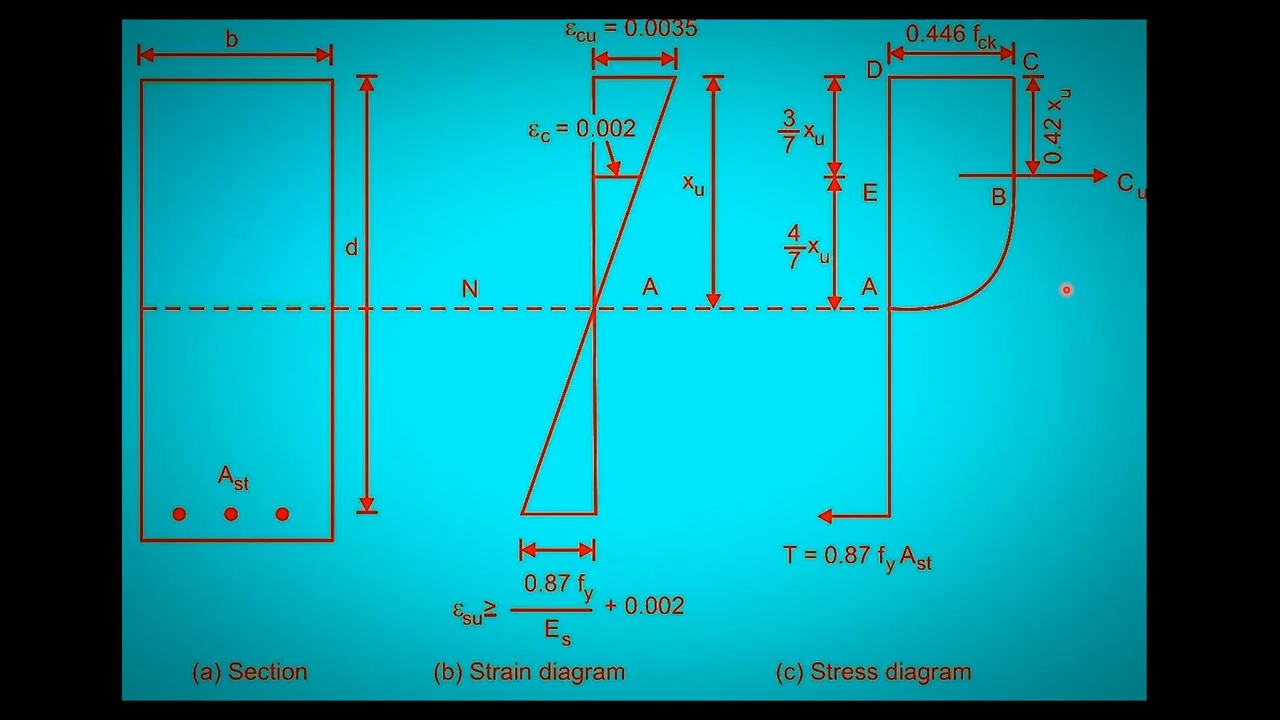 b
A_st
d
(a) Section
ε_cu = 0.0035
ε_c = 0.002
x_u
N
A
0.87 f_y
ε_su ≥ + 0.002
E_s
(b) Strain diagram
0.446 f_ck
D
C
3/7 x_u
0.42 x_u
E
B
C_u
4/7 x_u
A
T = 0.87 f_y A_st
(c) Stress diagram